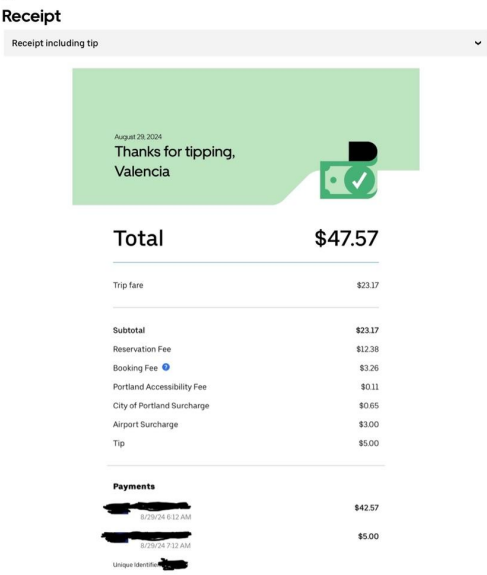 Receipt
Receipt including tip
August 29, 2024
Thanks for tipping,
Valencia
Total $47.57
Trip fare $23.17
Subtotal $23.17
Reservation Fee $12.38
Booking Fee $3.26
Portland Accessibility Fee $0.11
City of Portland Surcharge $0.65
Airport Surcharge $3.00
Tip $5.00
Payments
$42.57
8/29/24 6:12 AM
$5.00
8/29/24 7:12 AM
Unique Identifier